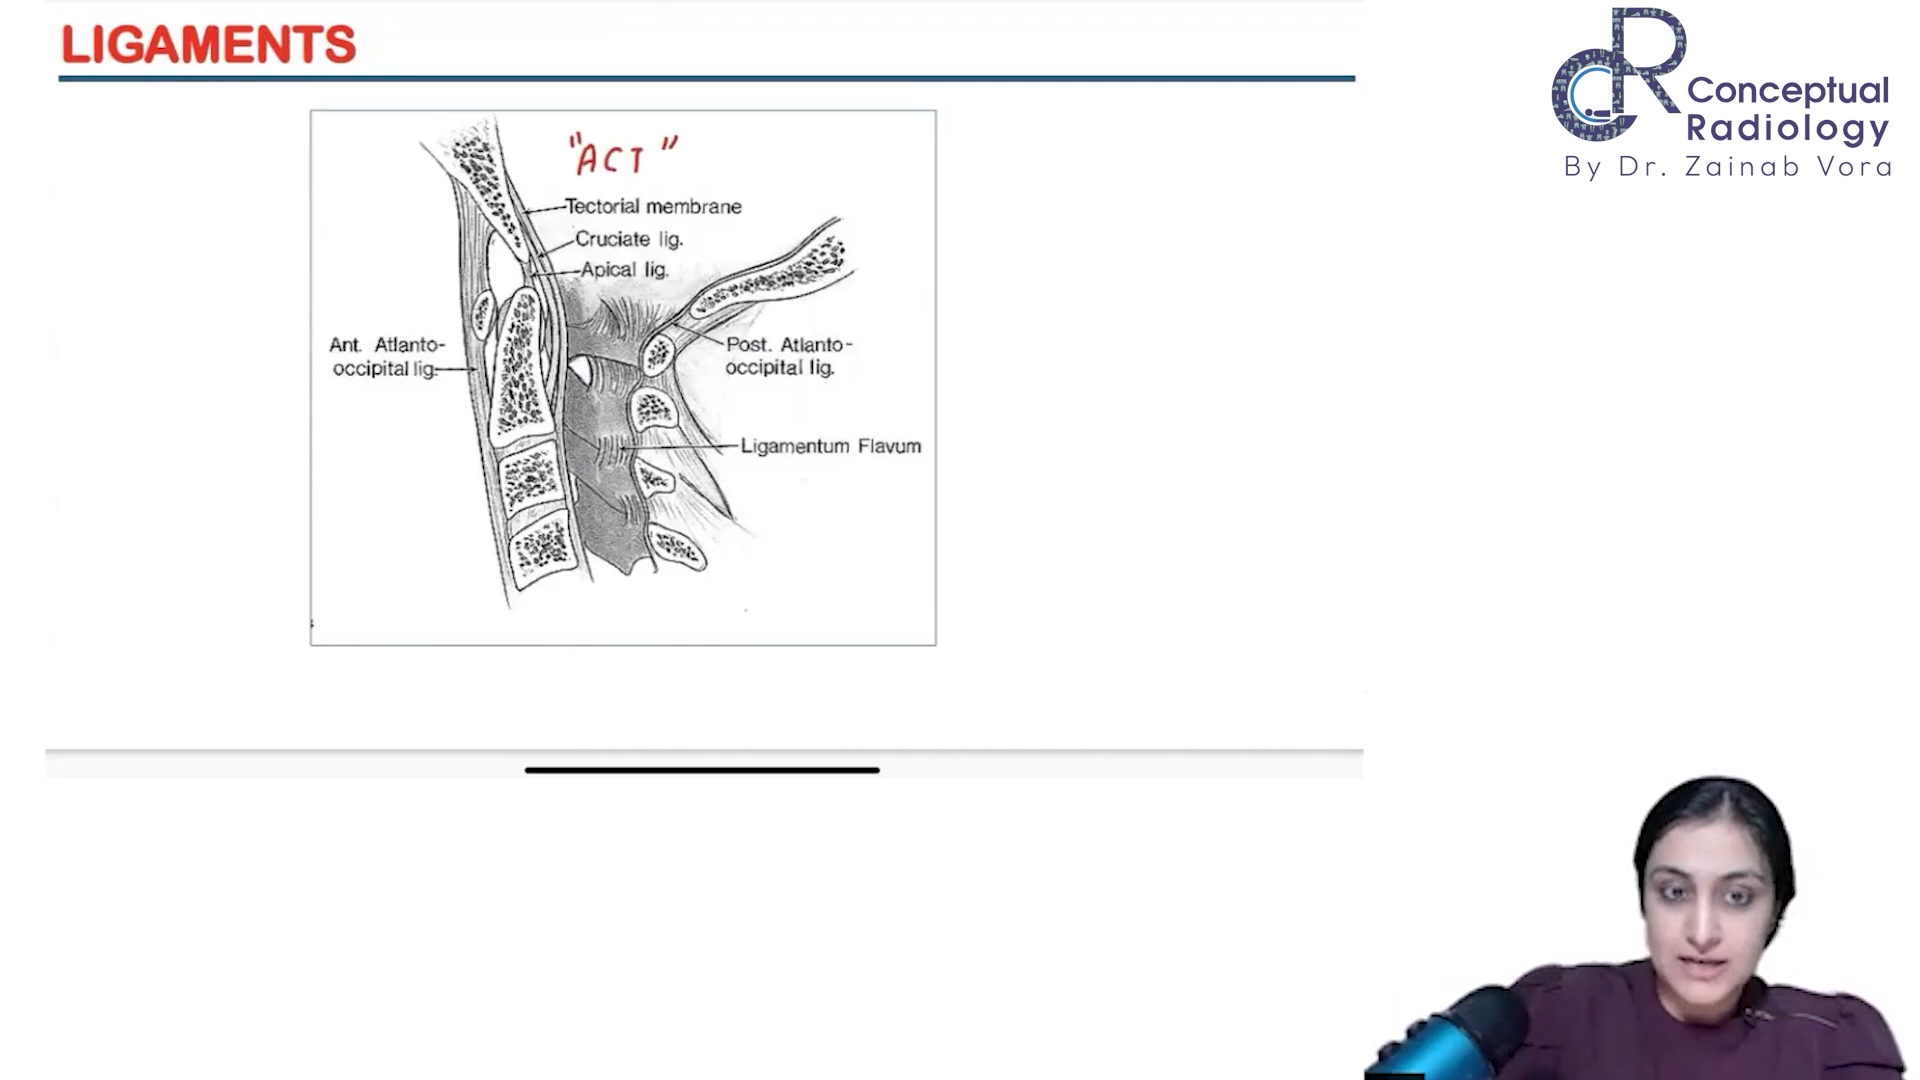 LIGAMENTS
"ACT"
Tectorial membrane
Cruciate lig.
Apical lig.
Ant. Atlanto-
occipital lig.
Post. Atlanto-
occipital lig.
Ligamentum Flavum
CR
Conceptual
Radiology
By Dr. Zainab Vora